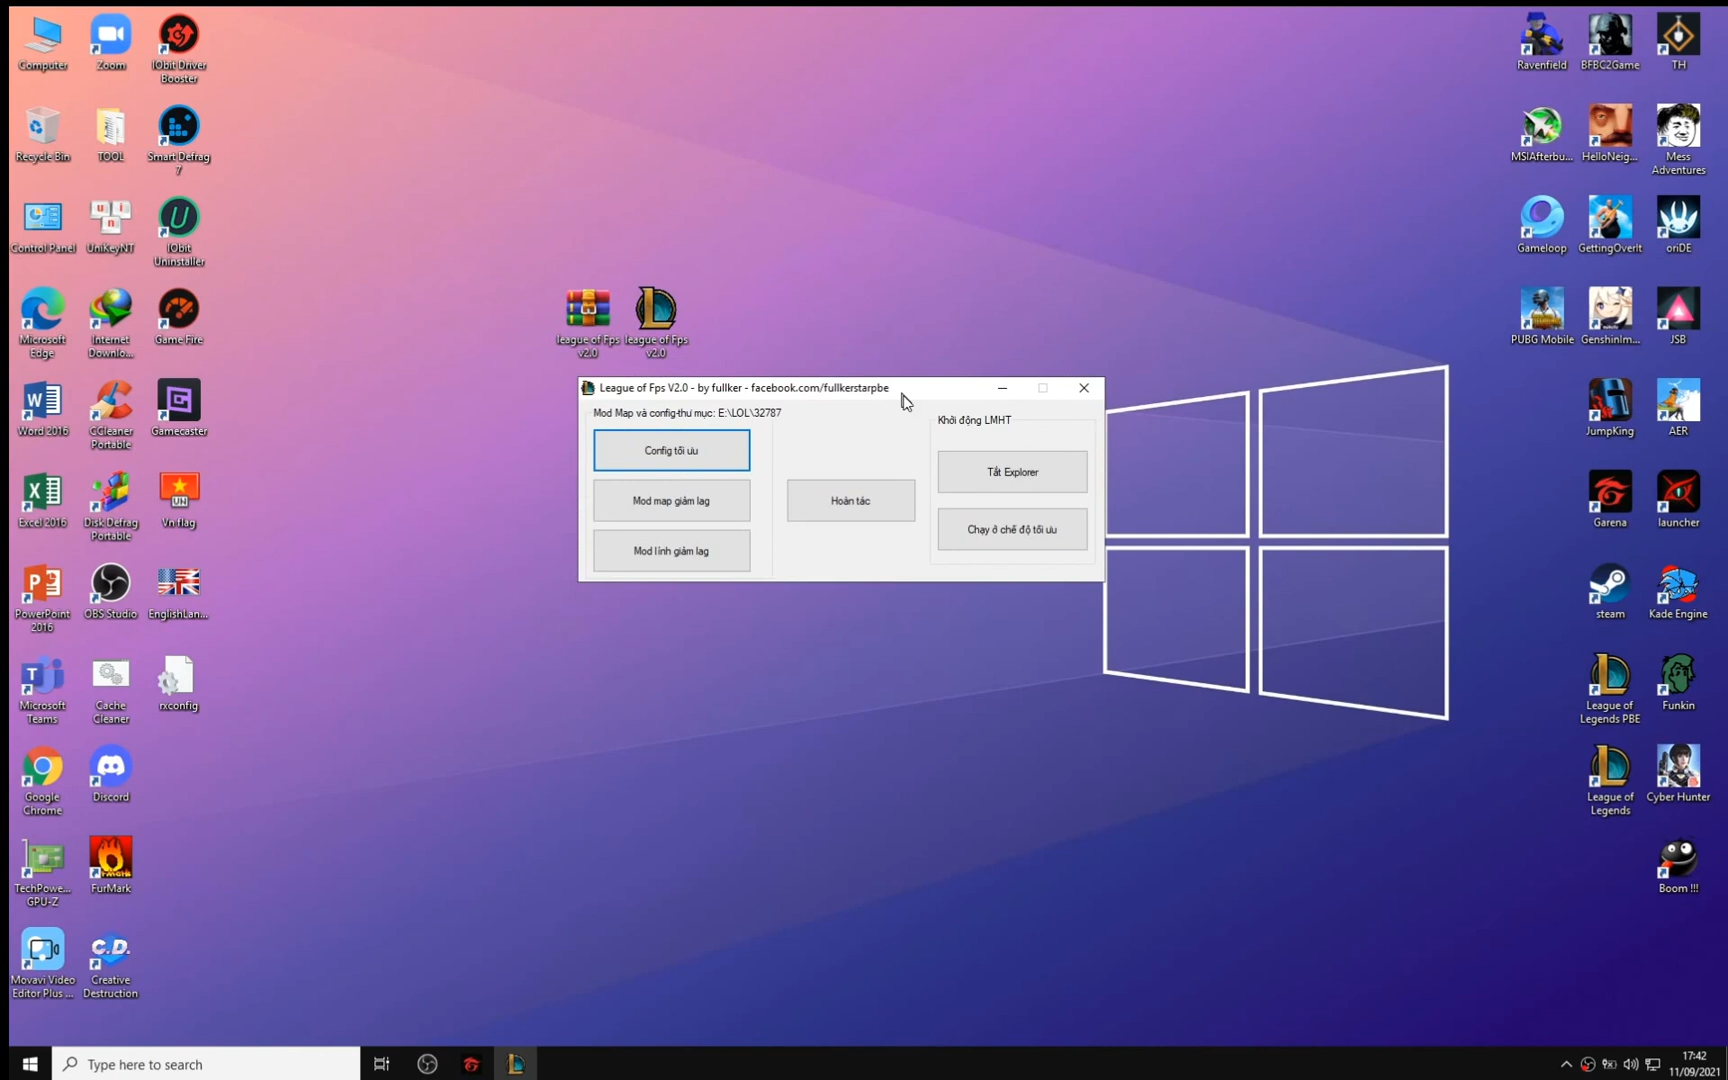 Computer
Zoom
IObit Driver
Booster
Recycle Bin
TOOL
Smart Defrag
7
Control Panel
UniKeyNT
IObit
Uninstaller
Microsoft
Edge
Internet
Downlo...
Game Fire
Word 2016
CCleaner
Portable
Gamecaster
Excel 2016
Disk Defrag
Portable
Vn flag
PowerPoint
2016
OBS Studio
EnglishLan...
Microsoft
Teams
Cache
Cleaner
rxconfig
Google
Chrome
Discord
TechPowe...
GPU-Z
FurMark
Movavi Video
Editor Plus ...
C.D.
Creative
Destruction
league of Fps
v2.0
league of Fps
v2.0
League of Fps V2.0 - by fullker - facebook.com/fullkerstarpbe
Mod Map và config-thư mục: E:\LOL\32787
Config tối ưu
Mod map giảm lag
Mod lính giảm lag
Hoàn tác
Khởi động LMHT
Tắt Explorer
Chạy ở chế độ tối ưu
Ravenfield
BFBC2Game
TH
MSIAfterbu...
HelloNeig...
Mess
Adventures
Gameloop
GettingOverIt
oriDE
PUBG Mobile
GenshinIm...
JSB
JumpKing
AER
Garena
launcher
steam
Kade Engine
League of
Legends PBE
Funkin
League of
Legends
Cyber Hunter
Boom !!!
Type here to search
17:42
11/09/2021